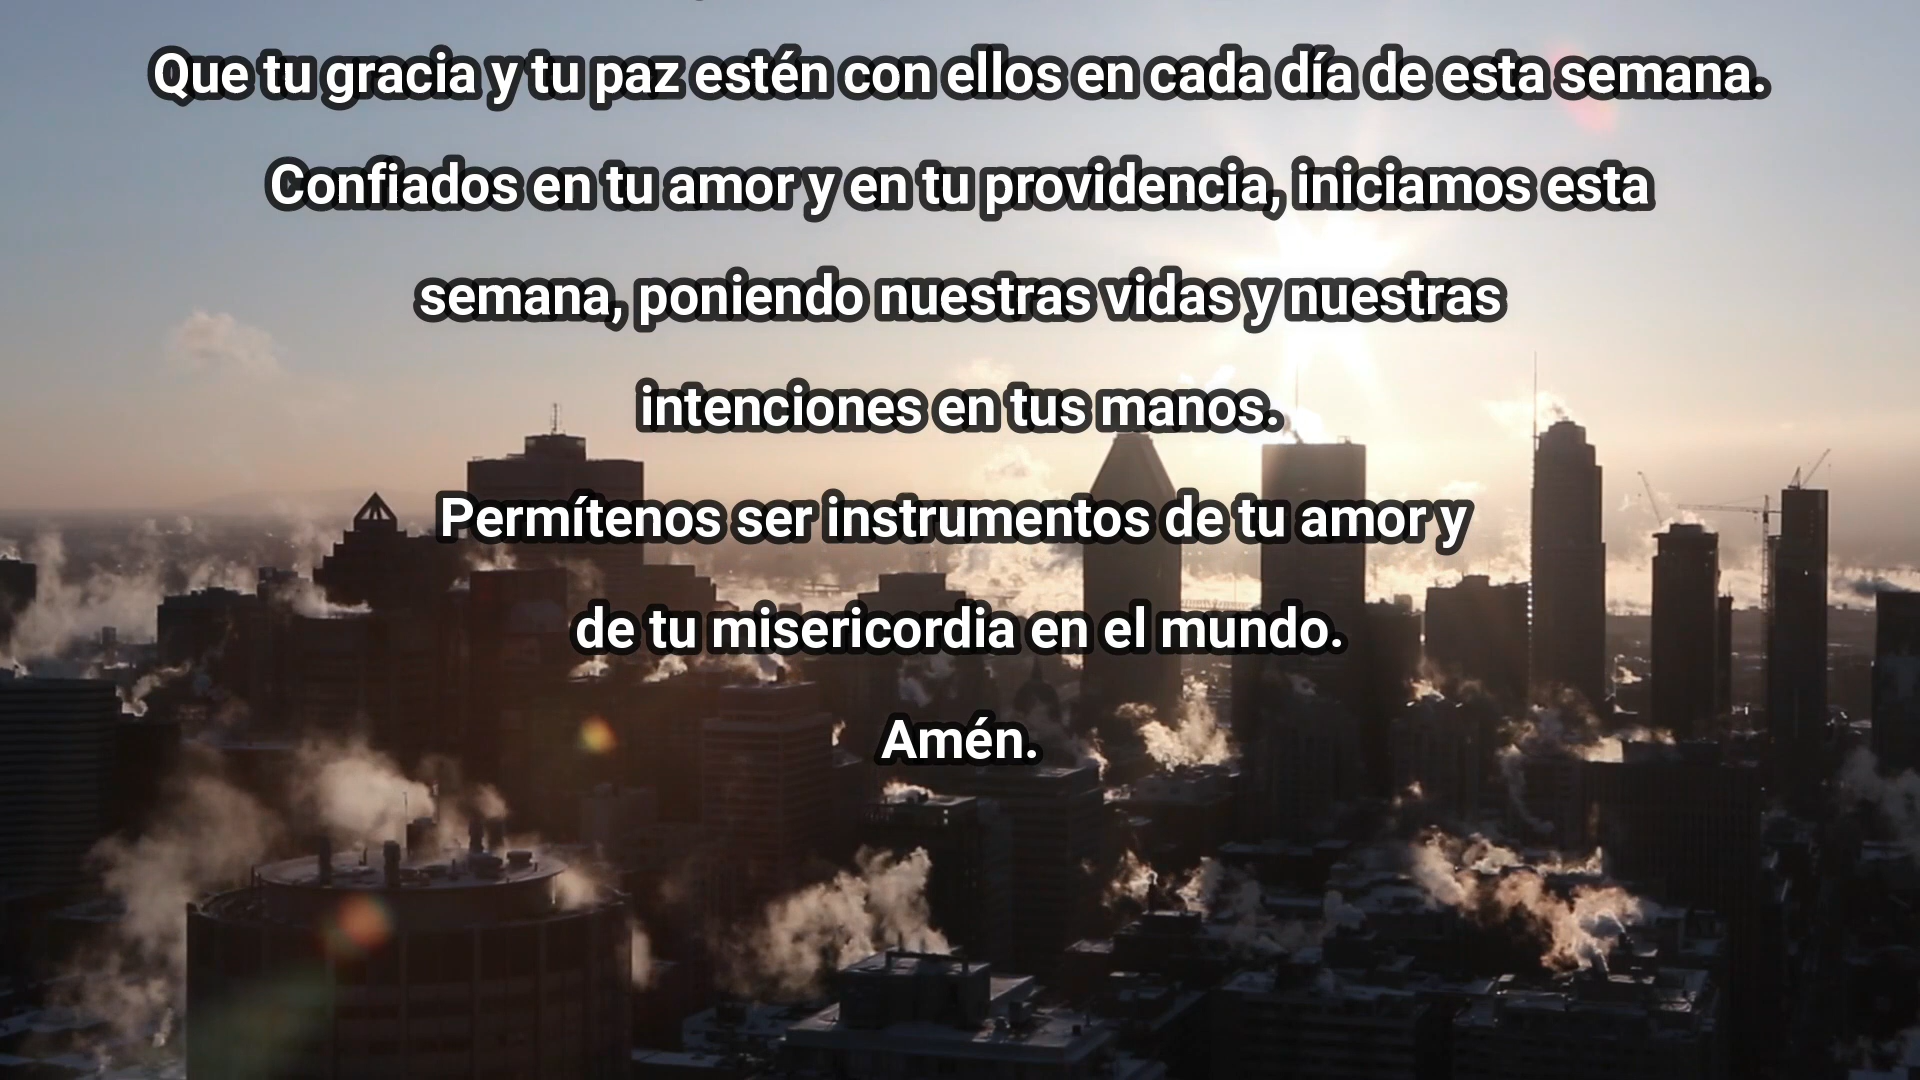 Que tu gracia y tu paz estén con ellos en cada día de esta semana.
Confiados en tu amor y en tu providencia, iniciamos esta
semana, poniendo nuestras vidas y nuestras
intenciones en tus manos.
Permítenos ser instrumentos de tu amor y
de tu misericordia en el mundo.
Amén.